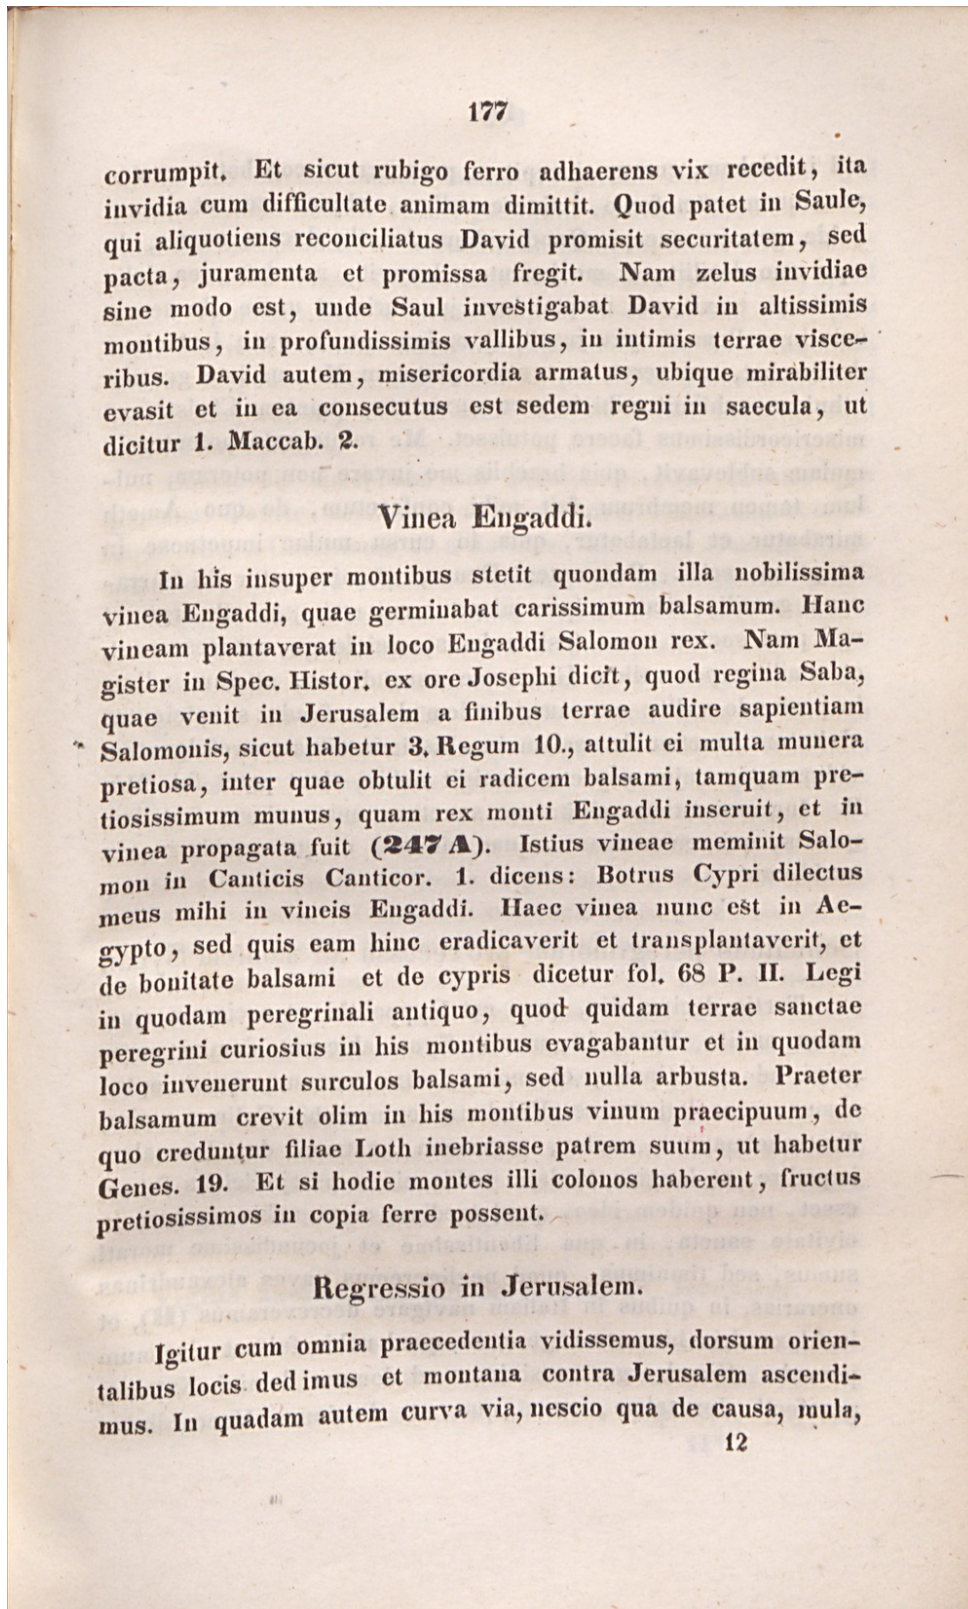 177
corrumpit. Et sicut rubigo ferro adhaerens vix recedit, ita
invidia cum difficultate animam dimittit. Quod patet in Saule,
qui aliquotiens reconciliatus David promisit securitatem, sed
pacta, juramenta et promissa fregit. Nam zelus invidiae
sine modo est, unde Saul investigabat David in altissimis
montibus, in profundissimis vallibus, in intimis terrae visce-
ribus. David autem, misericordia armatus, ubique mirabiliter
evasit et in ea consecutus est sedem regni in saecula, ut
dicitur 1. Maccab. 2.
Vinea Engaddi.
In his insuper montibus stetit quondam illa nobilissima
vinea Engaddi, quae germinabat carissimum balsamum. Hanc
vineam plantaverat in loco Engaddi Salomon rex. Nam Ma-
gister in Spec. Histor. ex ore Josephi dicit, quod regina Saba,
quae venit in Jerusalem a finibus terrae audire sapientiam
Salomonis, sicut habetur 3. Regum 10., attulit ei multa munera
pretiosa, inter quae obtulit ei radicem balsami, tamquam pre-
tiosissimum munus, quam rex monti Engaddi inseruit, et in
vinea propagata fuit (247 A). Istius vineae meminit Salo-
mon in Canticis Canticor. 1. dicens: Botrus Cypri dilectus
meus mihi in vineis Engaddi. Haec vinea nunc est in Ae-
gypto, sed quis eam hinc eradicaverit et transplantaverit, et
de bonitate balsami et de cypris dicetur fol. 68 P. II. Legi
in quodam peregrinali antiquo, quod quidam terrae sanctae
peregrini curiosius in his montibus evagabantur et in quodam
loco invenerunt surculos balsami, sed nulla arbusta. Praeter
balsamum crevit olim in his montibus vinum praecipuum, de
quo creduntur filiae Loth inebriasse patrem suum, ut habetur
Genes. 19. Et si hodie montes illi colonos haberent, fructus
pretiosissimos in copia ferre possent.
Regressio in Jerusalem.
Igitur cum omnia praecedentia vidissemus, dorsum orien-
talibus locis dedimus et montana contra Jerusalem ascendi-
mus. In quadam autem curva via, nescio qua de causa, mula,
12